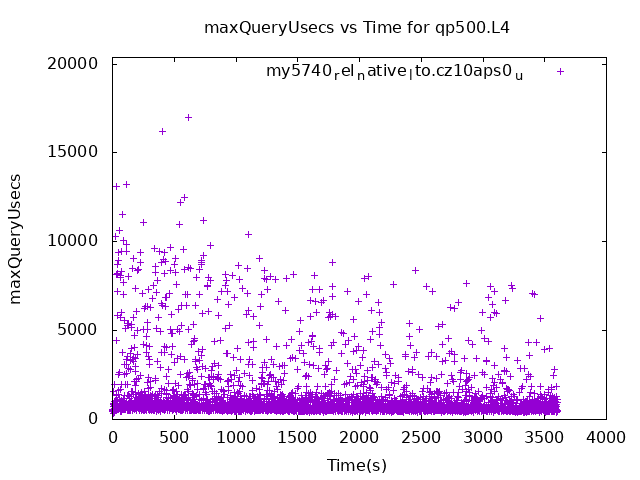 maxQueryUsecs vs Time for qp500.L4
my5740rel_native_lto.cz10aps0_u
20000
15000
10000
5000
0
maxQueryUsecs
0 500 1000 1500 2000 2500 3000 3500 4000
Time(s)